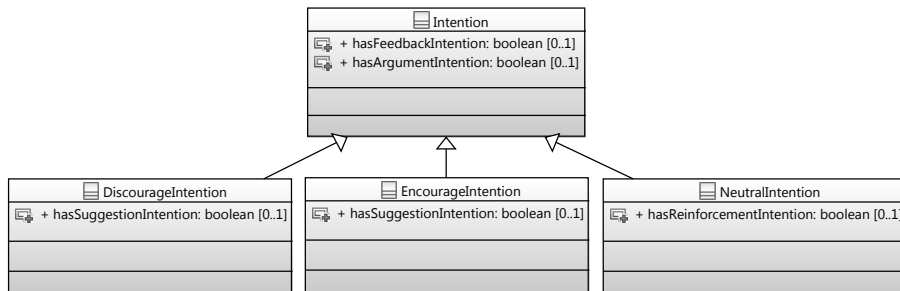 Intention
+ hasFeedbackIntention: boolean [0..1]
+ hasArgumentIntention: boolean [0..1]
DiscourageIntention
+ hasSuggestionIntention: boolean [0..1]
EncourageIntention
+ hasSuggestionIntention: boolean [0..1]
NeutralIntention
+ hasReinforcementIntention: boolean [0..1]